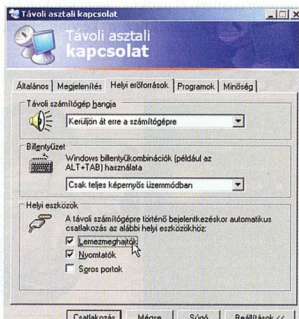 Távoli asztali kapcsolat
Távoli asztali
kapcsolat
Általános
Megjelenítés
Helyi erőforrások
Programok
Minőség
Távoli számítógép hangja
Kerüljön át erre a számítógépre
Billentyűzet
Windows billentyűkombinációk (például az
ALT+TAB) használata
Csak teljes képernyős üzemmódban
Helyi eszközök
A távoli számítógépre történő bejelentkezéskor automatikus
csatlakozás az alábbi helyi eszközökhöz:
Lemezmeghajtók
Nyomtatók
Soros portok
Csatlakozás
Mégse
Súgó
Beállítások <<